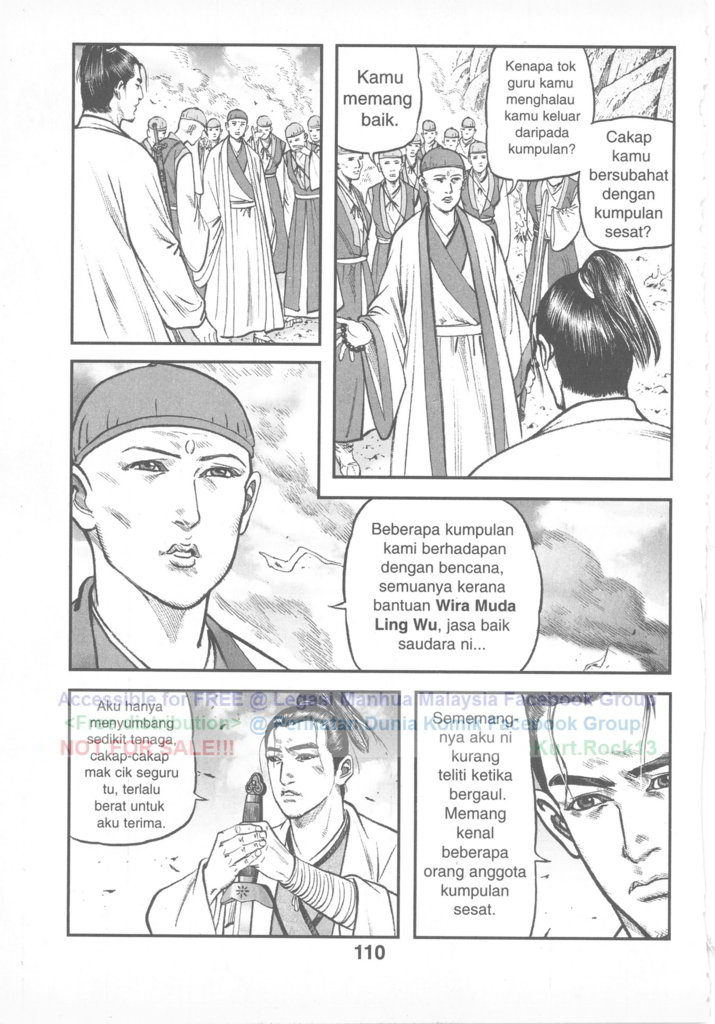 Kamu
memang
baik.
Kenapa tok
guru kamu
menghalau
kamu keluar
daripada
kumpulan?
Cakap
kamu
bersubahat
dengan
kumpulan
sesat?
Beberapa kumpulan
kami berhadapan
dengan bencana,
semuanya kerana
bantuan Wira Muda
Ling Wu, jasa baik
saudara ni...
Accessible for FREE @ Legasi Manhua Malaysia Facebook Group
<Free distribution> @ Perikatan Dunia Komik Facebook Group
NOT FOR SALE!!!
Kurt.Rock13
Aku hanya
menyumbang
sedikit tenaga,
cakap-cakap
mak cik seguru
tu, terlalu
berat untuk
aku terima.
Sememang-
nya aku ni
kurang
teliti ketika
bergaul.
Memang
kenal
beberapa
orang anggota
kumpulan
sesat.
110